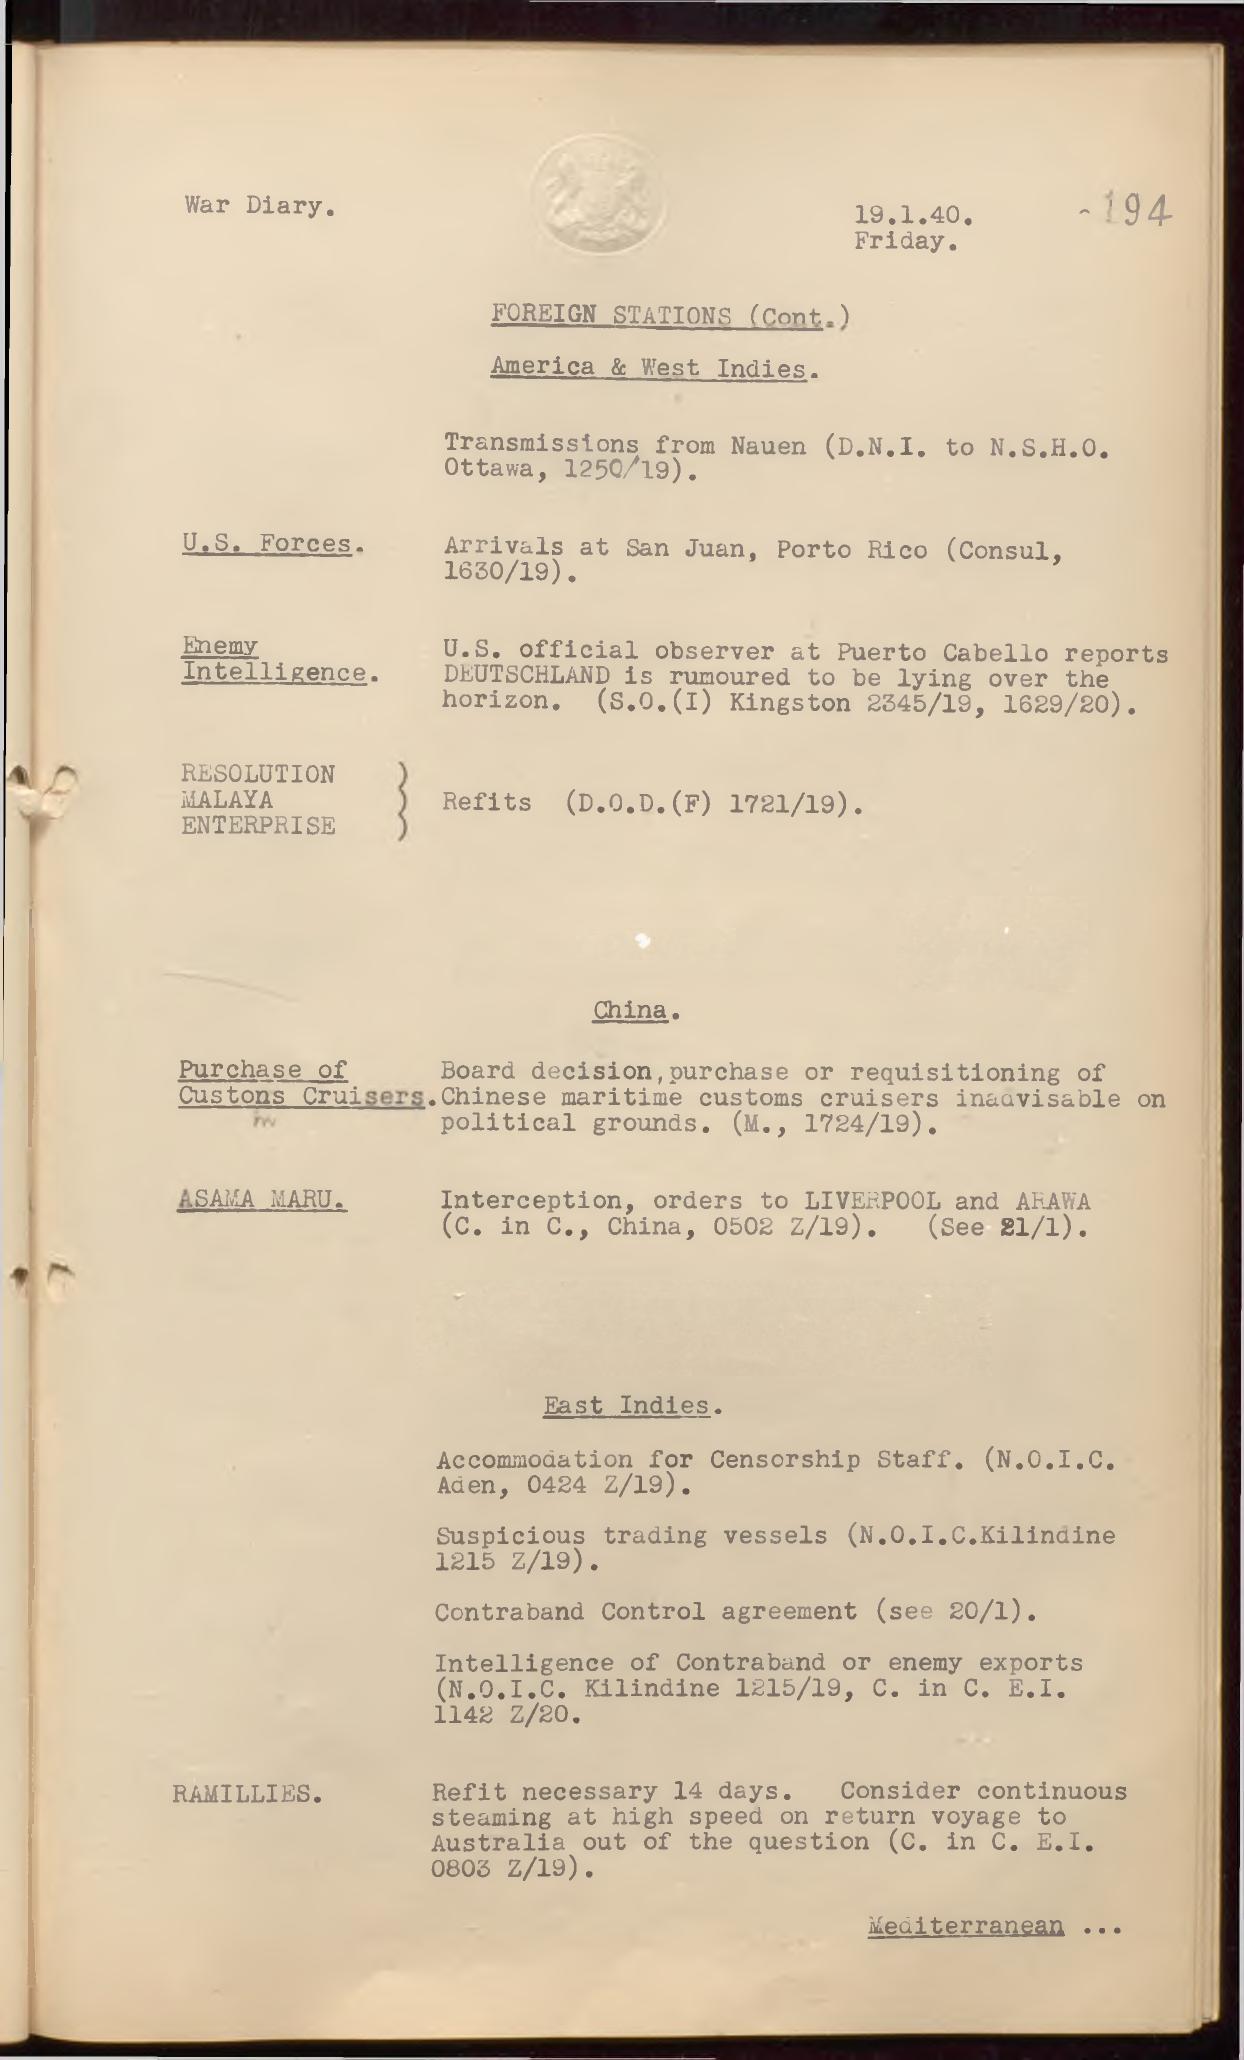 War Diary.
19.1.40.
Friday.
194
FOREIGN STATIONS (Cont.)
America & West Indies.
Transmissions from Nauen (D.N.I. to N.S.H.O.
Ottawa, 1250/19).
U.S. Forces.
Arrivals at San Juan, Porto Rico (Consul,
1630/19).
Enemy
Intelligence.
U.S. official observer at Puerto Cabello reports
DEUTSCHLAND is rumoured to be lying over the
horizon. (S.O.(I) Kingston 2345/19, 1629/20).
RESOLUTION )
MALAYA ) Refits (D.O.D.(F) 1721/19).
ENTERPRISE )
China.
Purchase of
Custons Cruisers.
m
Board decision, purchase or requisitioning of
Chinese maritime customs cruisers inadvisable on
political grounds. (M., 1724/19).
ASAMA MARU.
Interception, orders to LIVERPOOL and ARAWA
(C. in C., China, 0502 Z/19). (See 21/1).
East Indies.
Accommodation for Censorship Staff. (N.O.I.C.
Aden, 0424 Z/19).
Suspicious trading vessels (N.O.I.C.Kilindine
1215 Z/19).
Contraband Control agreement (see 20/1).
Intelligence of Contraband or enemy exports
(N.O.I.C. Kilindine 1215/19, C. in C. E.I.
1142 Z/20.
RAMILLIES.
Refit necessary 14 days. Consider continuous
steaming at high speed on return voyage to
Australia out of the question (C. in C. E.I.
0803 Z/19).
Mediterranean ...